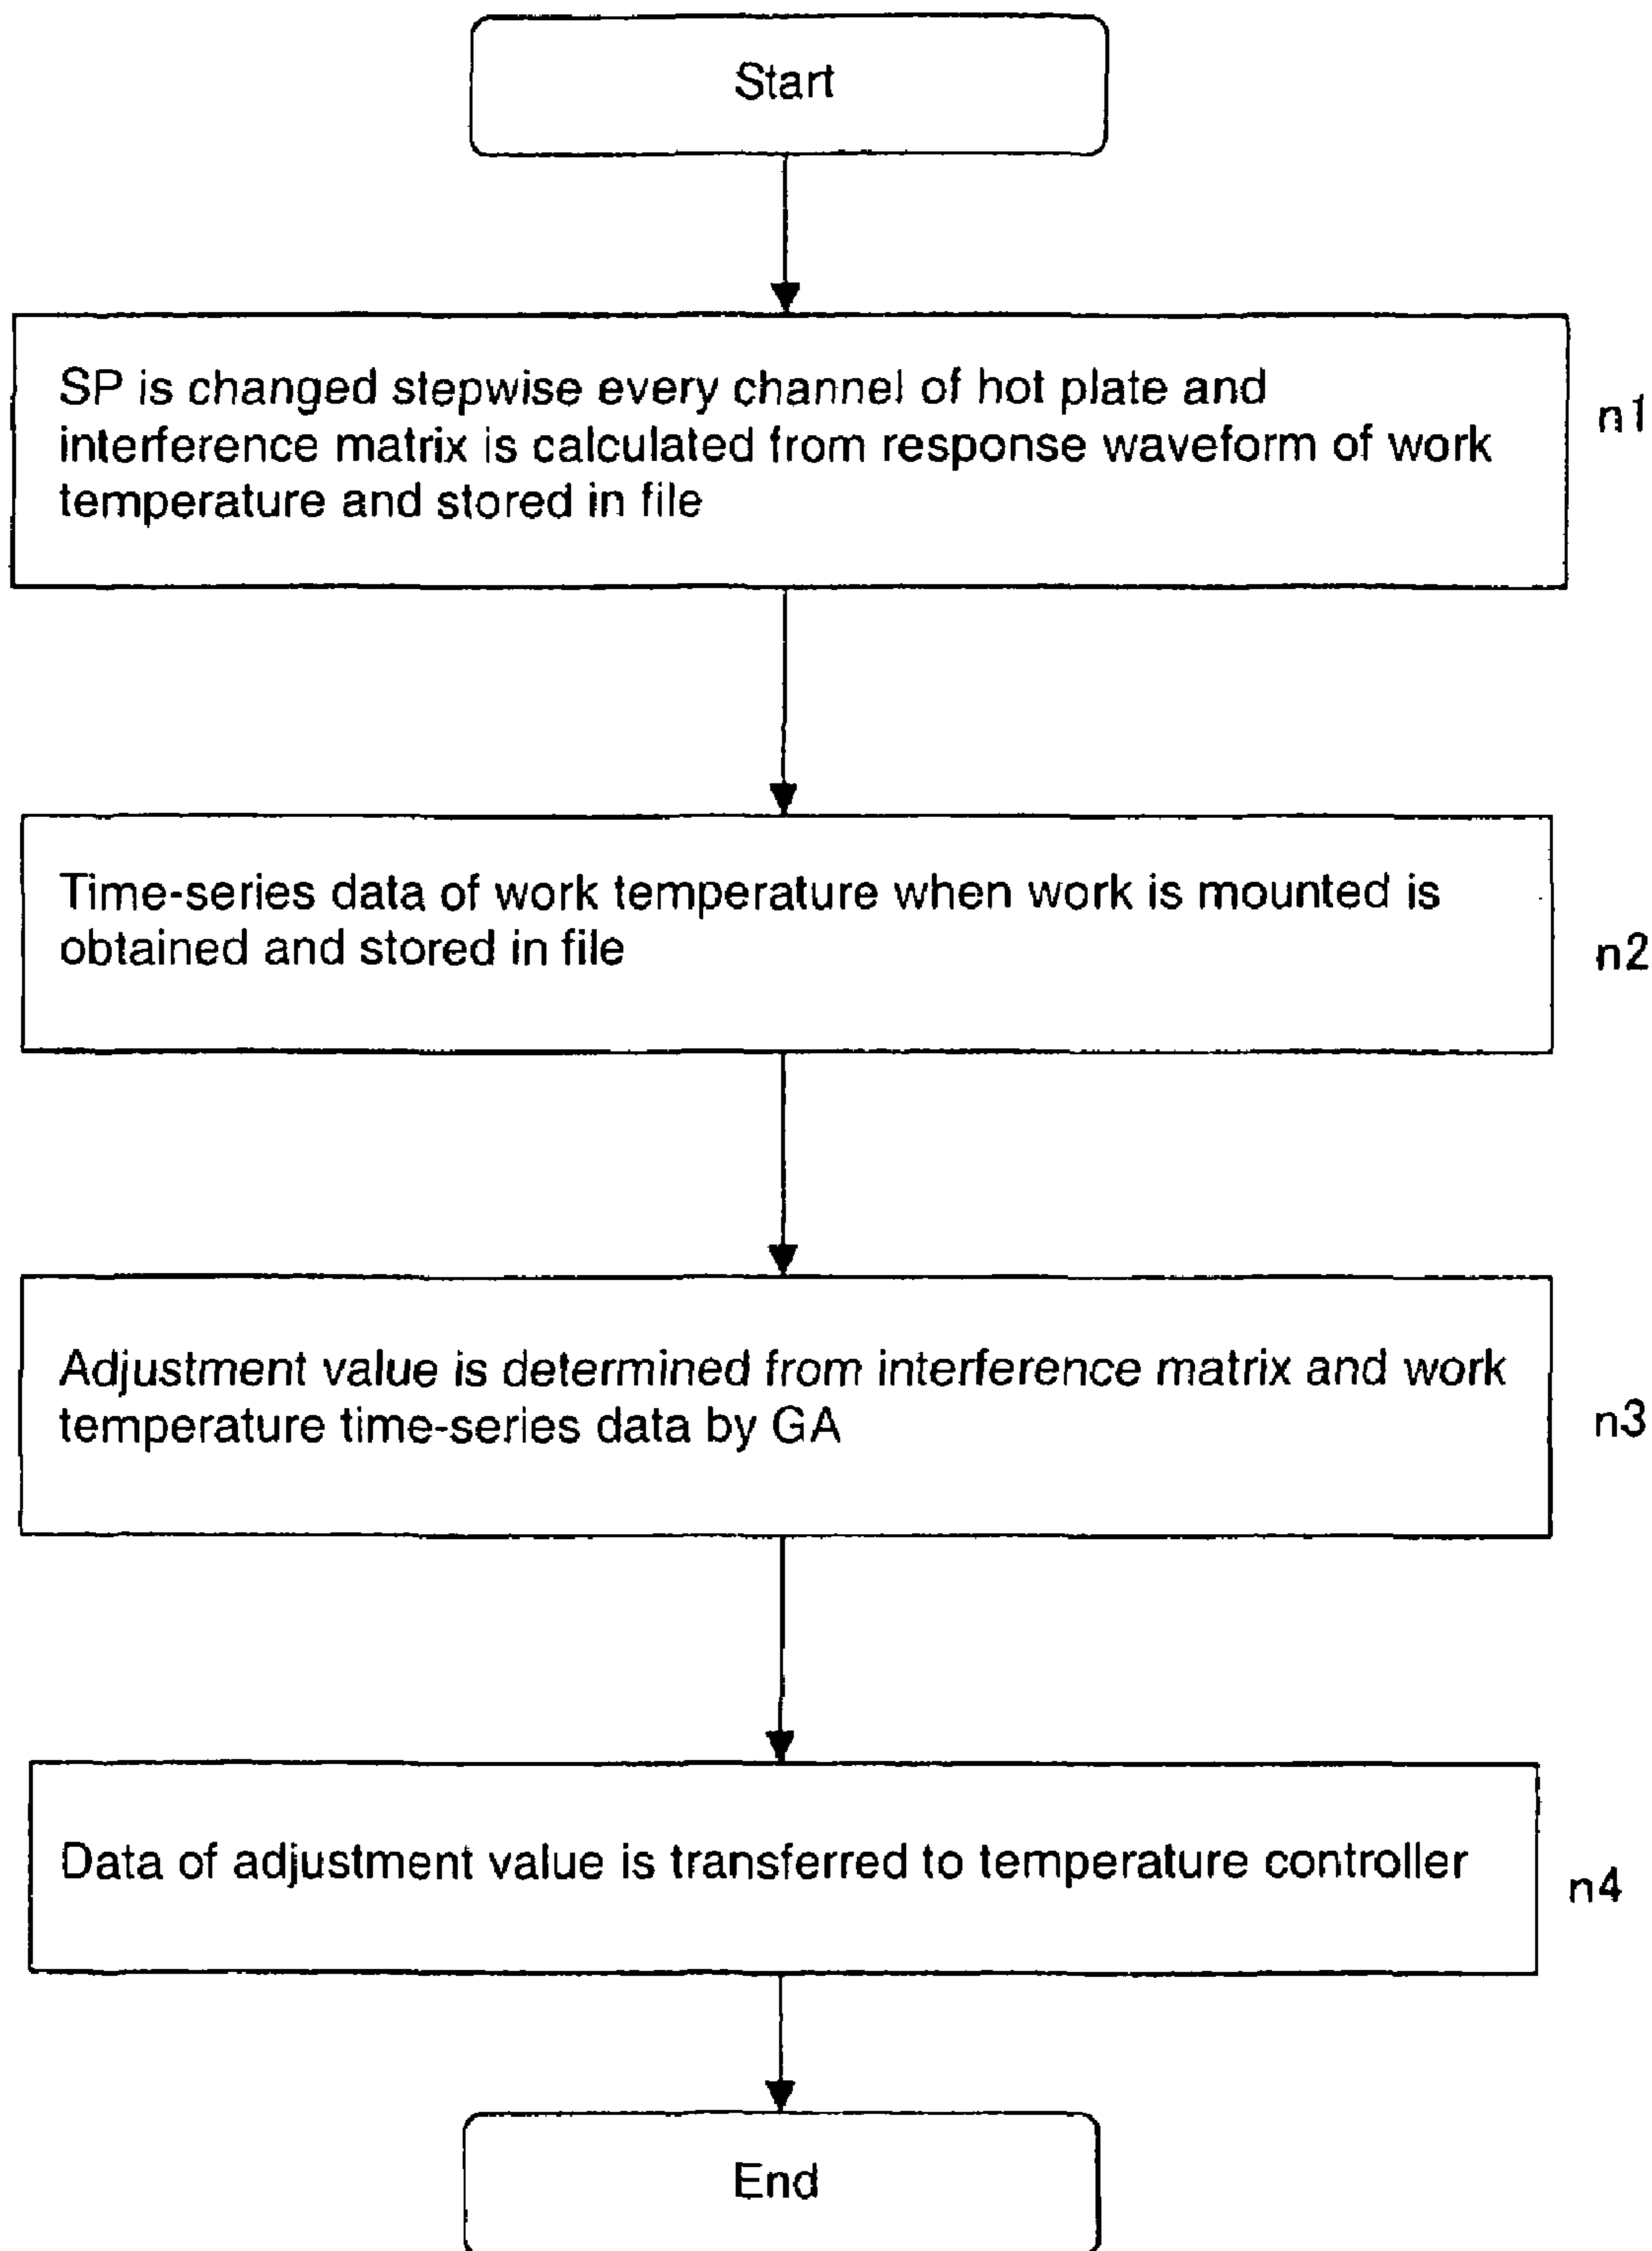 Start
SP is changed stepwise every channel of hot plate and
interference matrix is calculated from response waveform of work
temperature and stored in file
n1
Time-series data of work temperature when work is mounted is
obtained and stored in file
n2
Adjustment value is determined from interference matrix and work
temperature time-series data by GA
n3
Data of adjustment value is transferred to temperature controller
n4
End